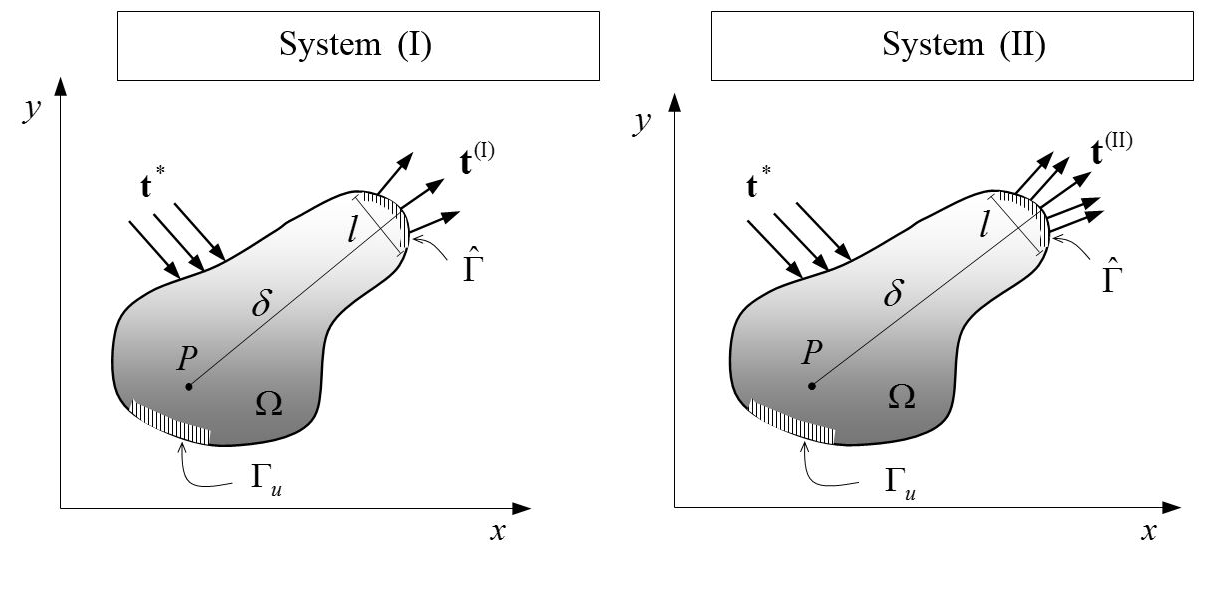 System (I)
y
t*
t(I)
l
Γ̂
δ
P
Ω
Γu
x
System (II)
y
t*
t(II)
l
Γ̂
δ
P
Ω
Γu
x